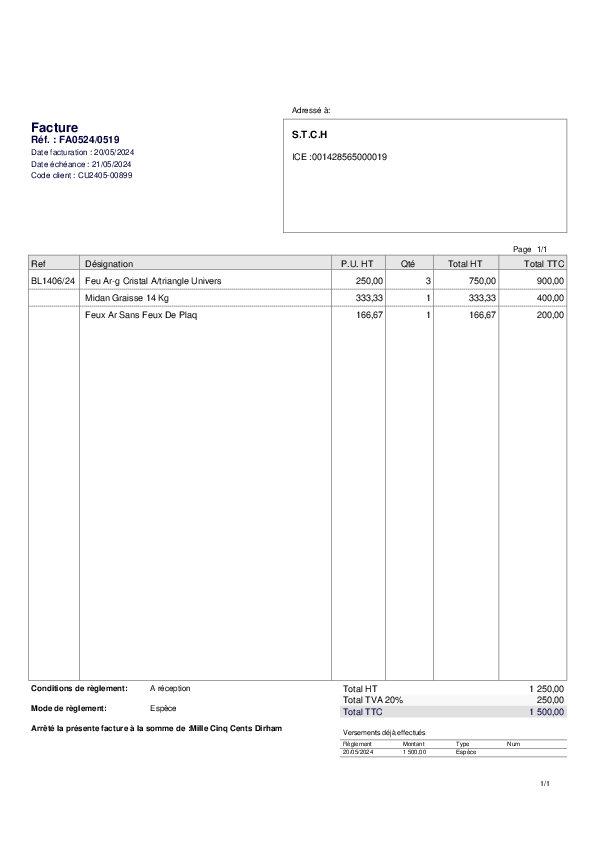 Adressé à:
Facture
Réf. : FA0524/0519
Date facturation : 20/05/2024
Date échéance : 21/05/2024
Code client : CU2405-00899
S.T.C.H
ICE :001428565000019
Page 1/1
Ref Désignation P.U. HT Qté Total HT Total TTC
BL1406/24 Feu Ar-g Cristal A/triangle Univers 250,00 3 750,00 900,00
Midan Graisse 14 Kg 333,33 1 333,33 400,00
Feux Ar Sans Feux De Plaq 166,67 1 166,67 200,00
Conditions de règlement: A réception
Mode de règlement: Espèce
Arrêté la présente facture à la somme de :Mille Cinq Cents Dirham
Total HT 1 250,00
Total TVA 20% 250,00
Total TTC 1 500,00
Versements déjà effectués
Règlement Montant Type Num
20/05/2024 1 500,00 Espèce
1/1